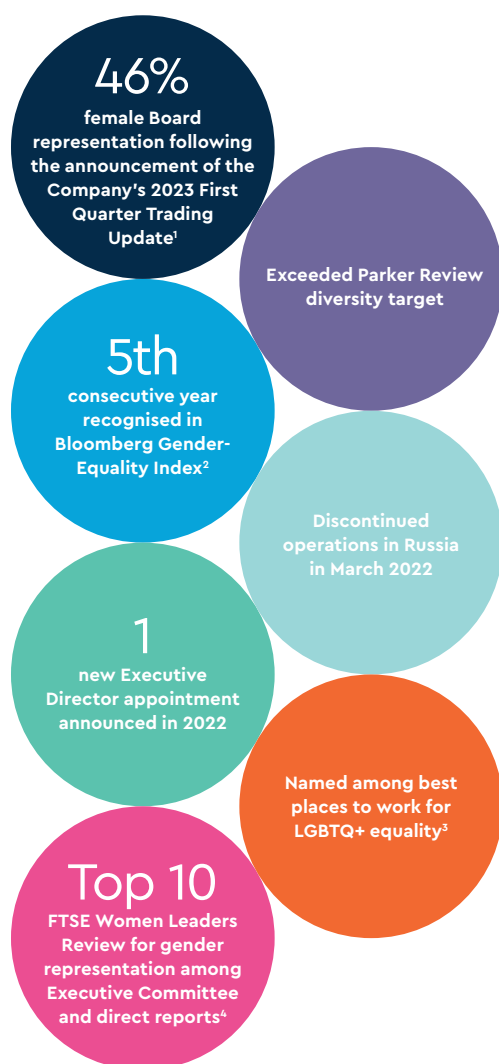 46%
female Board
representation following
the announcement of the
Company's 2023 First
Quarter Trading
Update¹
Exceeded Parker Review
diversity target
5th
consecutive year
recognised in
Bloomberg Gender-
Equality Index²
Discontinued
operations in Russia
in March 2022
1
new Executive
Director appointment
announced in 2022
Named among best
places to work for
LGBTQ+ equality³
Top 10
FTSE Women Leaders
Review for gender
representation among
Executive Committee
and direct reports⁴